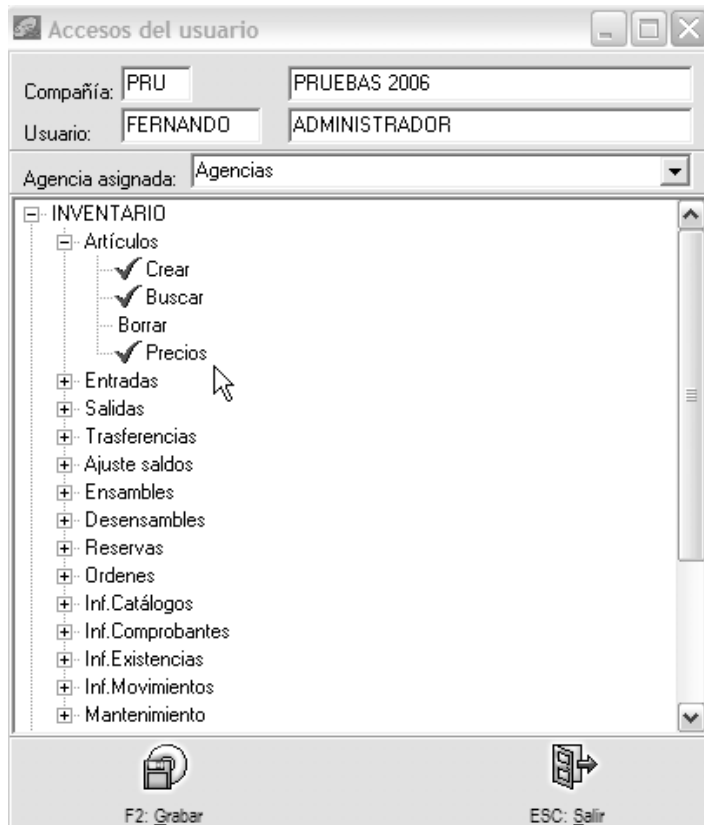 Accesos del usuario
Compañía: PRU PRUEBAS 2006
Usuario: FERNANDO ADMINISTRADOR
Agencia asignada: Agencias
INVENTARIO
Artículos
Crear
Buscar
Borrar
Precios
Entradas
Salidas
Trasferencias
Ajuste saldos
Ensambles
Desensambles
Reservas
Ordenes
Inf.Catálogos
Inf.Comprobantes
Inf.Existencias
Inf.Movimientos
Mantenimiento
F2: Grabar ESC: Salir